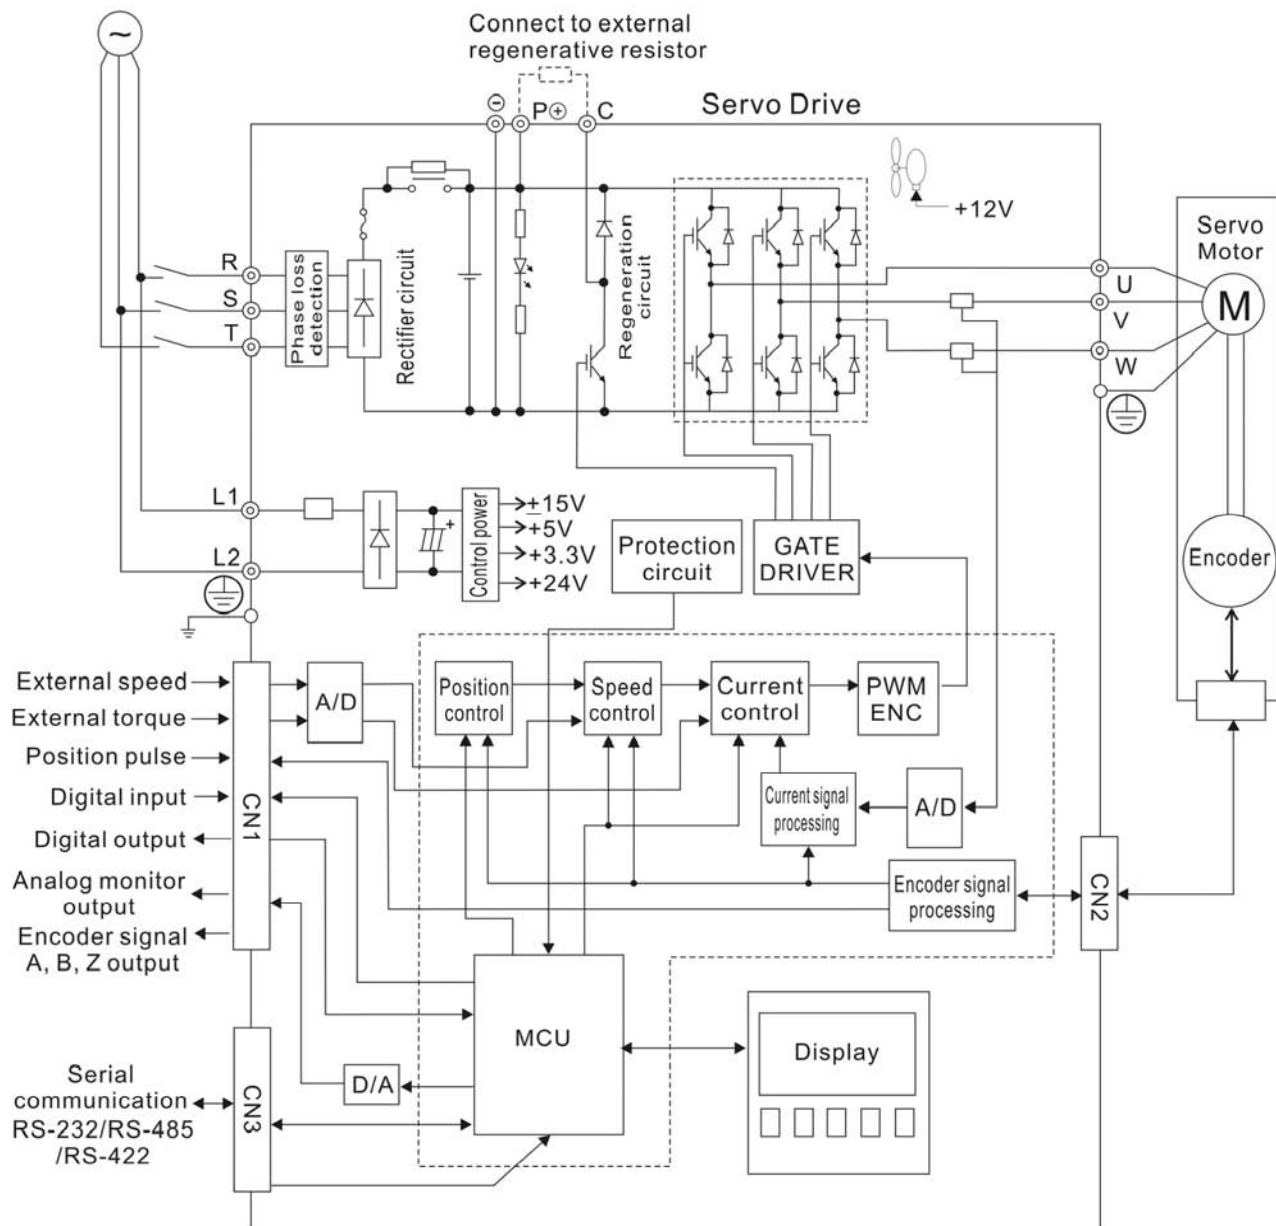 ~
Connect to external
regenerative resistor
⊖
P⊕
C
Servo Drive
+12V
Servo
Motor
R
S
T
Phase loss
detection
Rectifier circuit
Regeneration
circuit
U
V
W
M
L1
L2
+
Control power
±15V
+5V
+3.3V
+24V
Protection
circuit
GATE
DRIVER
Encoder
External speed
External torque
Position pulse
Digital input
Digital output
Analog monitor
output
Encoder signal
A, B, Z output
CN1
A/D
Position
control
Speed
control
Current
control
PWM
ENC
Current signal
processing
A/D
Encoder signal
processing
CN2
MCU
Display
D/A
CN3
Serial
communication
RS-232/RS-485
/RS-422